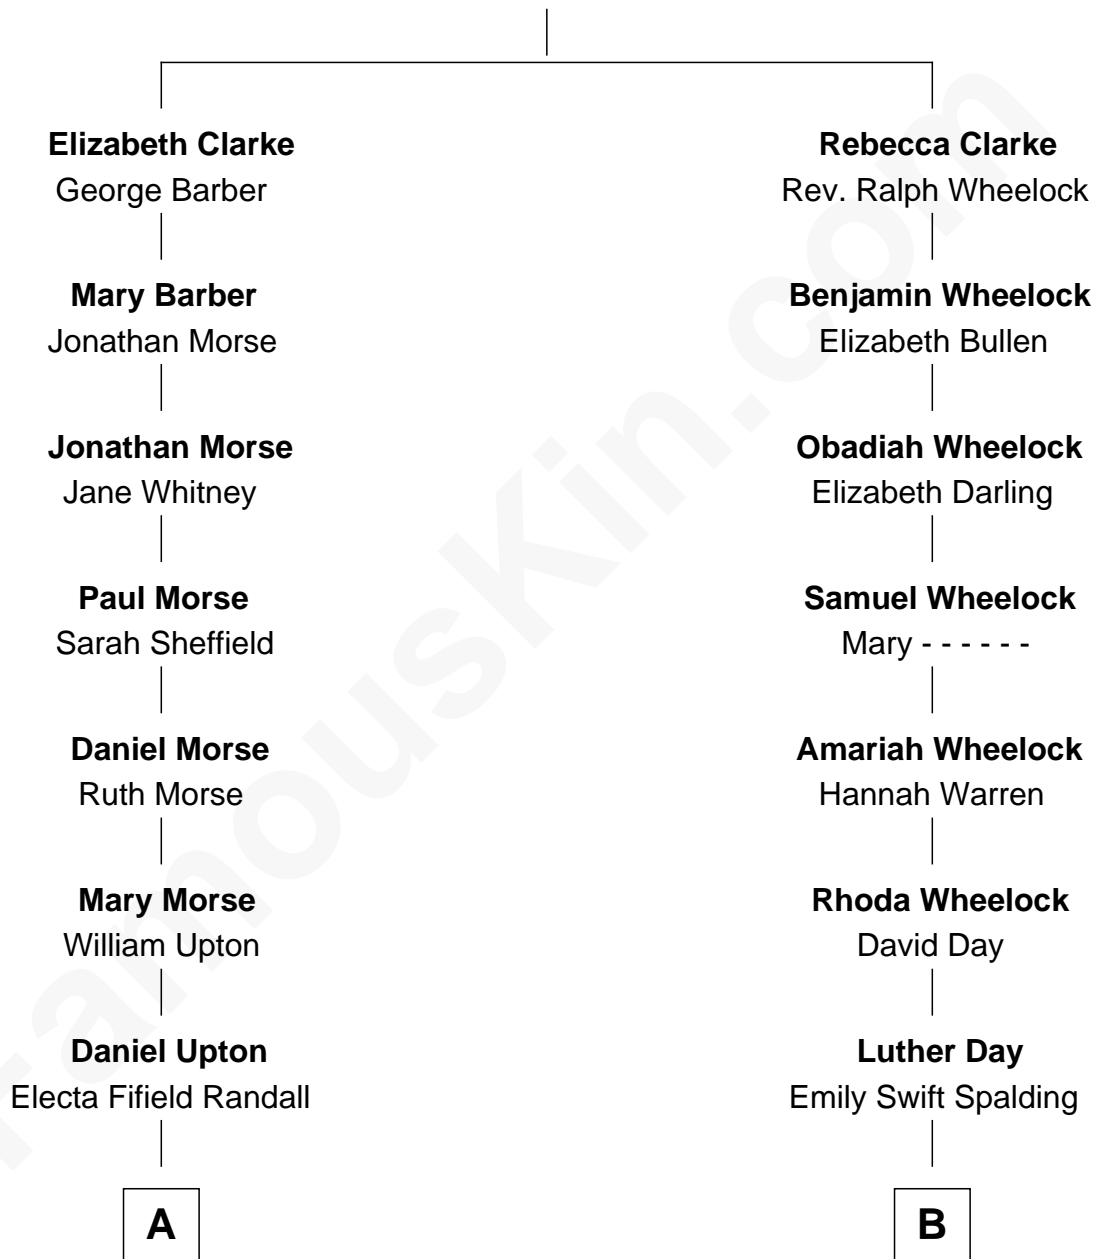 Elizabeth Clarke
George Barber
Rebecca Clarke
Rev. Ralph Wheelock
Mary Barber
Jonathan Morse
Benjamin Wheelock
Elizabeth Bullen
Jonathan Morse
Jane Whitney
Obadiah Wheelock
Elizabeth Darling
Paul Morse
Sarah Sheffield
Samuel Wheelock
Mary - - - - - -
Daniel Morse
Ruth Morse
Amariah Wheelock
Hannah Warren
Mary Morse
William Upton
Rhoda Wheelock
David Day
Daniel Upton
Electa Fifield Randall
Luther Day
Emily Swift Spalding
A
B
famouskin.com